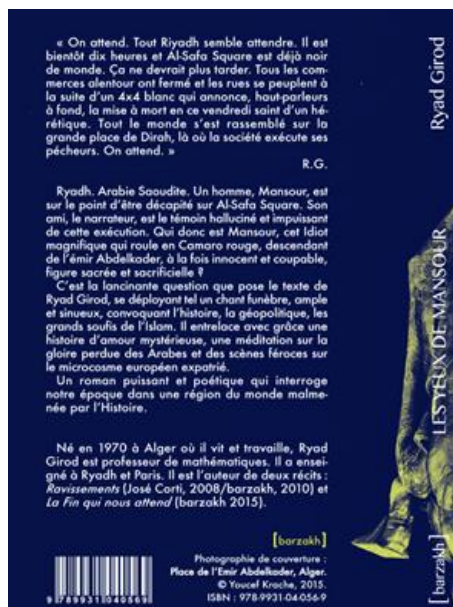 « On attend. Tout Riyadh semble attendre. Il est
bientôt dix heures et Al-Safa Square est déjà noir
de monde. Ça ne devrait plus tarder. Tous les com-
merces alentour ont fermé et les rues se peuplent à
la suite d'un 4x4 blanc qui annonce, haut-parleurs
à fond, la mise à mort en ce vendredi saint d'un hé-
rétique. Tout le monde s'est rassemblé sur la
grande place de Dirah, là où la société exécute ses
pécheurs. On attend. »
R.G.
Ryadh. Arabie Saoudite. Un homme, Mansour, est
sur le point d'être décapité sur Al-Safa Square. Son
ami, le narrateur, est le témoin halluciné et impuissant
de cette exécution. Qui donc est Mansour, cet Idiot
magnifique qui roule en Camaro rouge, descendant
de l'émir Abdelkader, à la fois innocent et coupable,
figure sacrée et sacrificielle ?
C'est la lancinante question que pose le texte de
Ryad Girod, se déployant tel un chant funèbre, ample
et sinueux, convoquant l'histoire, la géopolitique, les
grands soufis de l'Islam. Il entrelace avec grâce une
histoire d'amour mystérieuse, une méditation sur la
gloire perdue des Arabes et des scènes féroces sur
le microcosme européen expatrié.
Un roman puissant et poétique qui interroge
notre époque dans une région du monde malme-
née par l'Histoire.
Né en 1970 à Alger où il vit et travaille, Ryad
Girod est professeur de mathématiques. Il a ensei-
gné à Ryadh et Paris. Il est l'auteur de deux récits :
Ravissements (José Corti, 2008/barzakh, 2010) et
La Fin qui nous attend (barzakh 2015).
[barzakh]
Photographie de couverture :
Place de l'Emir Abdelkader, Alger.
© Youcef Krache, 2015.
ISBN : 978-9931-04-056-9
9 789931 040569
Ryad Girod
LES YEUX DE MANSOUR
[barzakh]